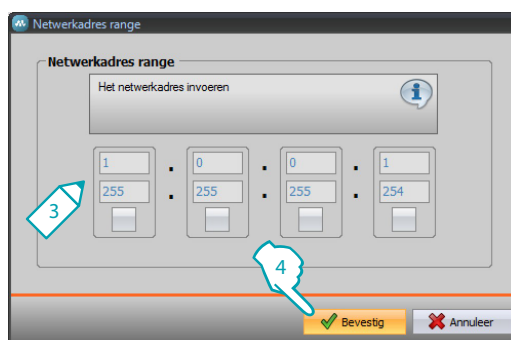 Netwerkadres range
Netwerkadres range
Het netwerkadres invoeren
1 . 0 . 0 . 1
255 . 255 . 255 . 254
3
4
Bevestig Annuleer